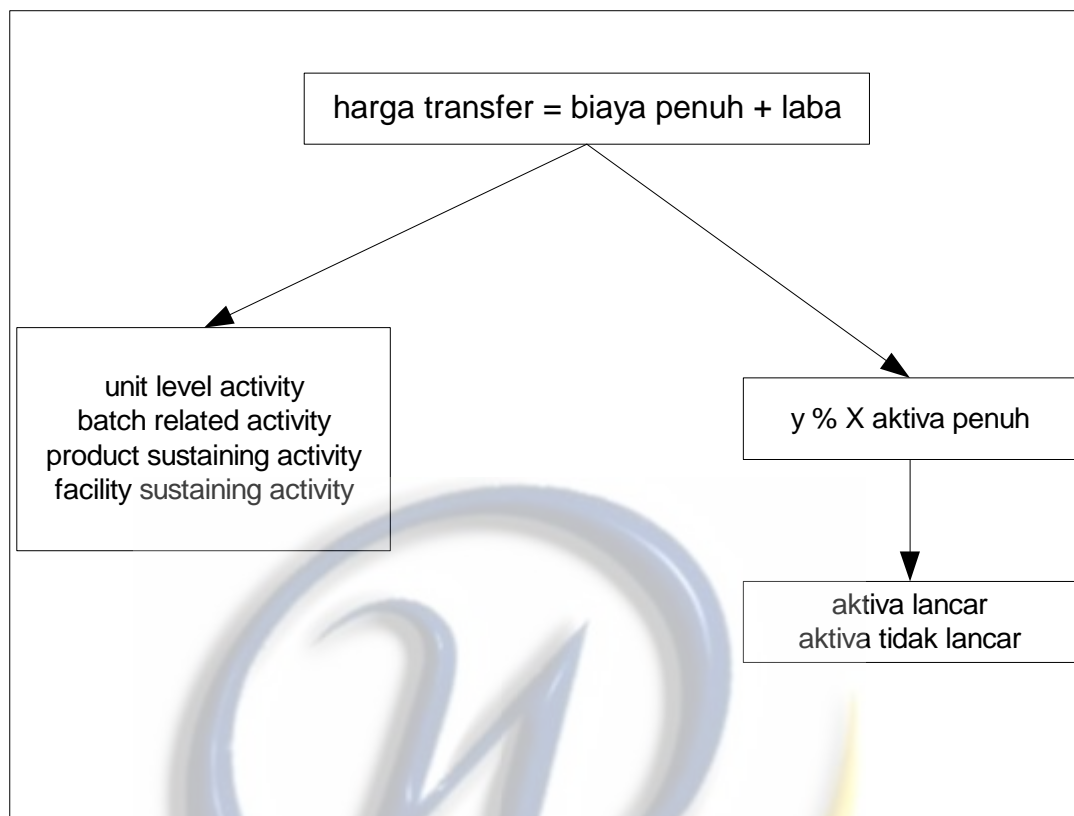 harga transfer = biaya penuh + laba
unit level activity
batch related activity
product sustaining activity
facility sustaining activity
y % X aktiva penuh
aktiva lancar
aktiva tidak lancar